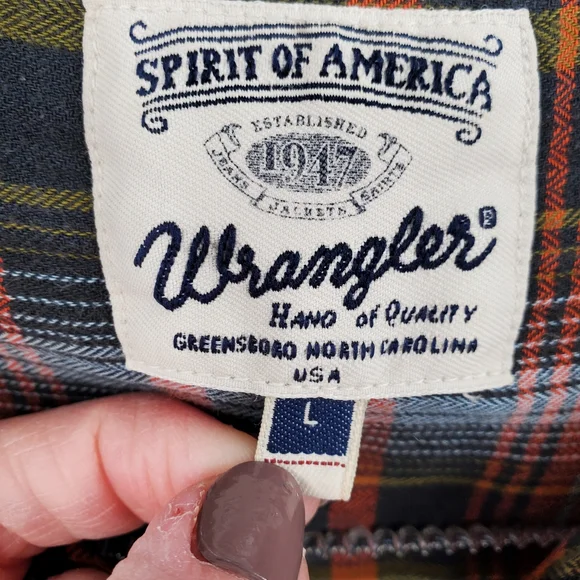 SPIRIT OF AMERICA
ESTABLISHED
1947
JEANS JACKETS SHIRTS
Wrangler
HAND OF QUALITY
GREENSBORO NORTH CAROLINA
USA
L